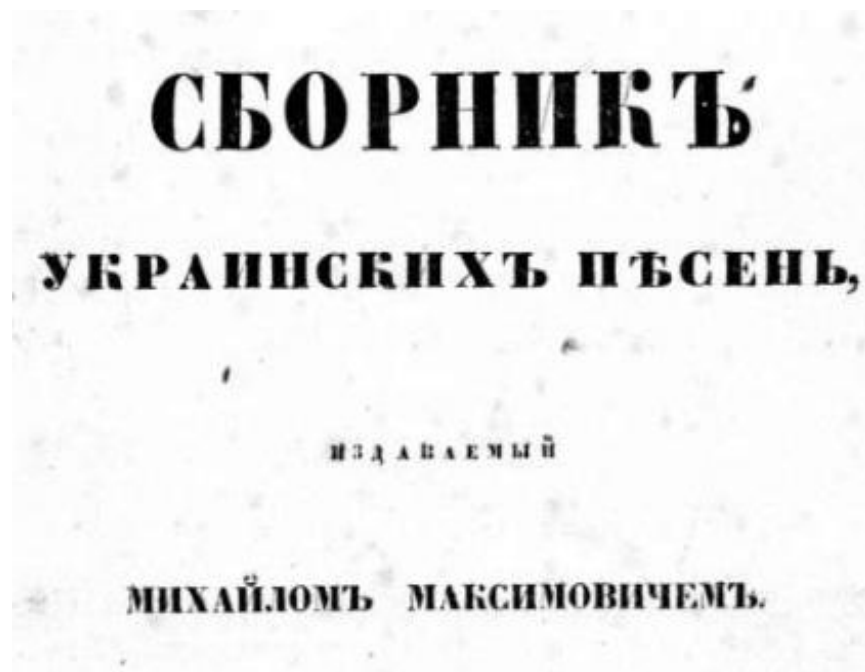 СБОРНИКЪ
УКРАИНСКИХЪ ПѢСЕНЬ,
ИЗДАВАЕМЫЙ
МИХАЙЛОМЪ МАКСИМОВИЧЕМЪ.